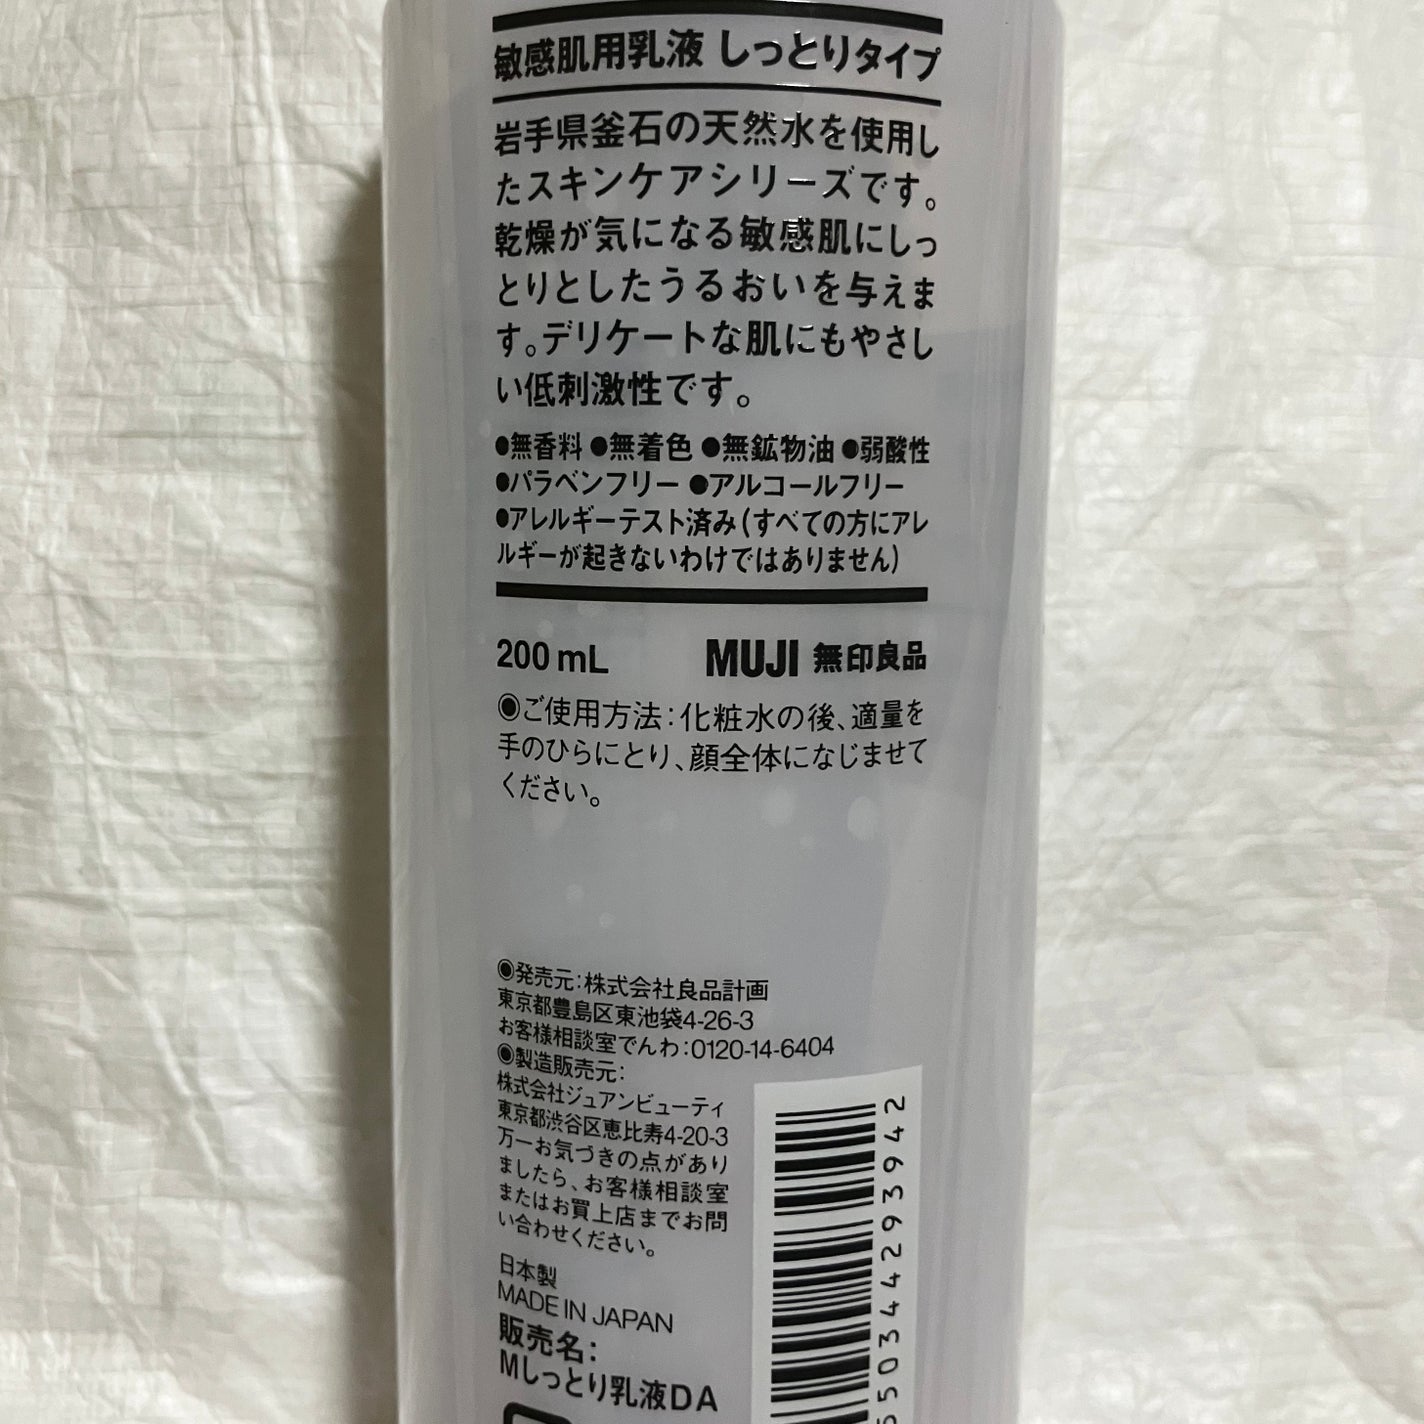 敏感肌用乳液 しっとりタイプ
岩手県釜石の天然水を使用し
たスキンケアシリーズです。
乾燥が気になる敏感肌にしっ
とりとしたうるおいを与えま
す。デリケートな肌にもやさし
い低刺激性です。
●無香料 ●無着色 ●無鉱物油 ●弱酸性
●パラベンフリー ●アルコールフリー
●アレルギーテスト済み(すべての方にアレ
ルギーが起きないわけではありません)
200 mL MUJI 無印良品
◉ご使用方法:化粧水の後、適量を
手のひらにとり、顔全体になじませて
ください。
◉発売元:株式会社良品計画
東京都豊島区東池袋4-26-3
お客様相談室でんわ:0120-14-6404
◉製造販売元:
株式会社ジュアンビューティ
東京都渋谷区恵比寿4-20-3
万一お気づきの点があり
ましたら、お客様相談室
またはお買上店までお問
い合わせください。
日本製
MADE IN JAPAN
販売名:
Mしっとり乳液DA
550344293942